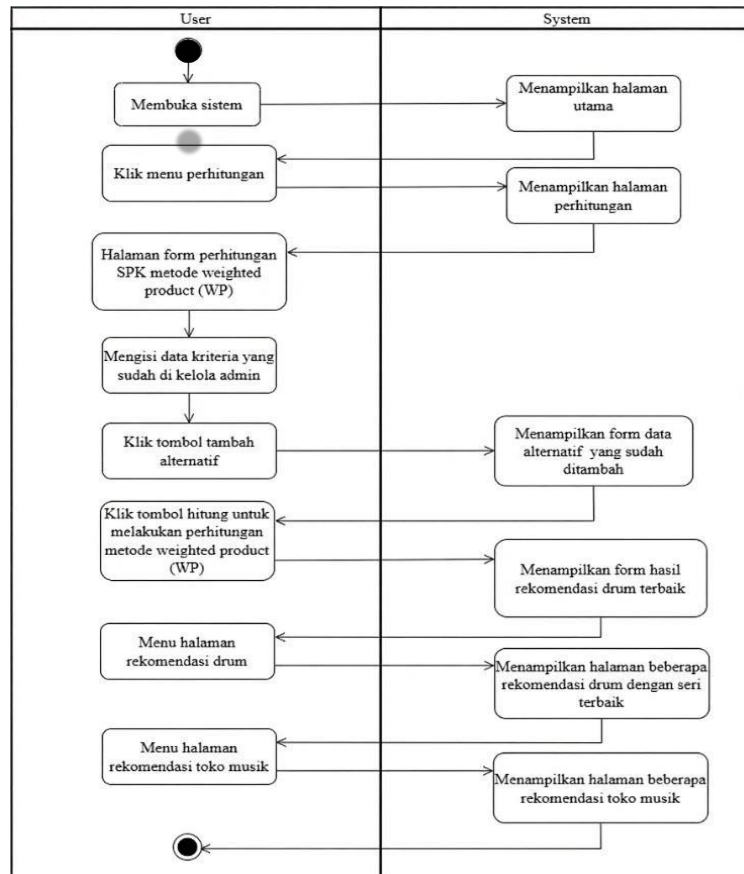 User
System
Membuka sistem
Menampilkan halaman
utama
Klik menu perhitungan
Menampilkan halaman
perhitungan
Halaman form perhitungan
SPK metode weighted
product (WP)
Mengisi data kriteria yang
sudah di kelola admin
Klik tombol tambah
alternatif
Menampilkan form data
alternatif yang sudah
ditambah
Klik tombol hitung untuk
melakukan perhitungan
metode weighted product
(WP)
Menampilkan form hasil
rekomendasi drum terbaik
Menu halaman
rekomendasi drum
Menampilkan halaman beberapa
rekomendasi drum dengan seri
terbaik
Menu halaman
rekomendasi toko musik
Menampilkan halaman beberapa
rekomendasi toko musik